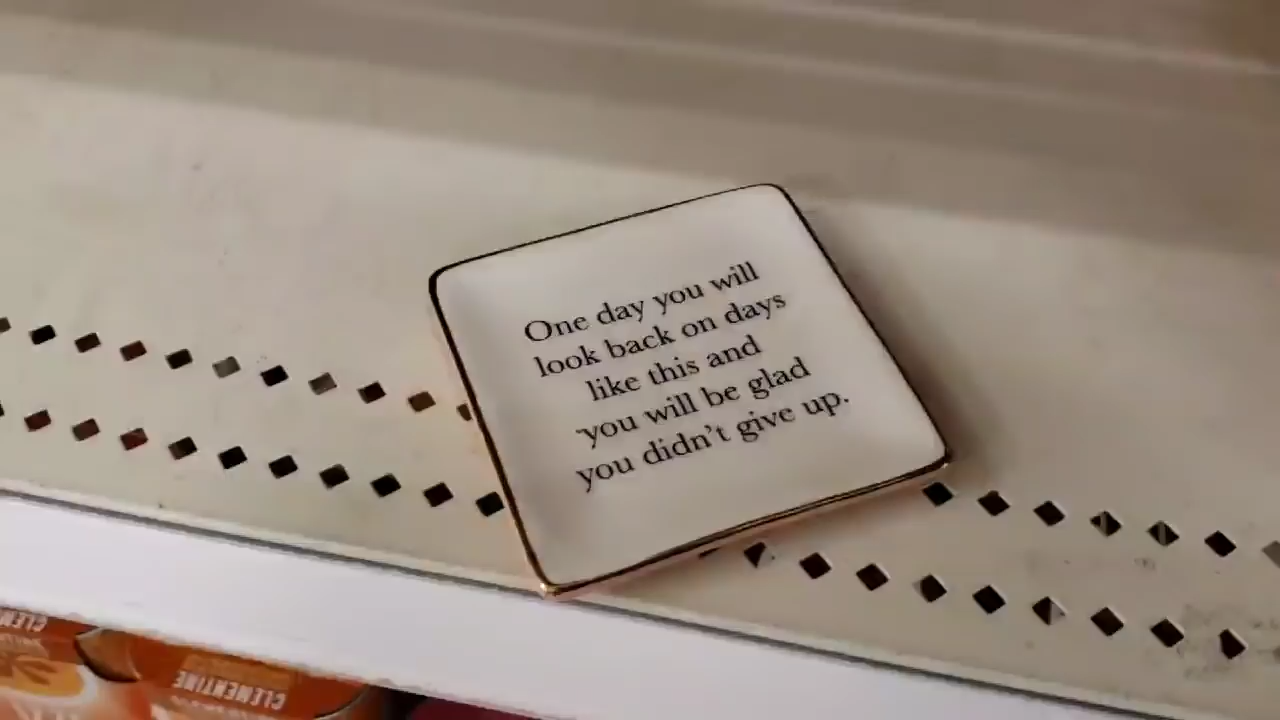 One day you will
look back on days
like this and
you will be glad
you didn't give up.
CLEMENTINE